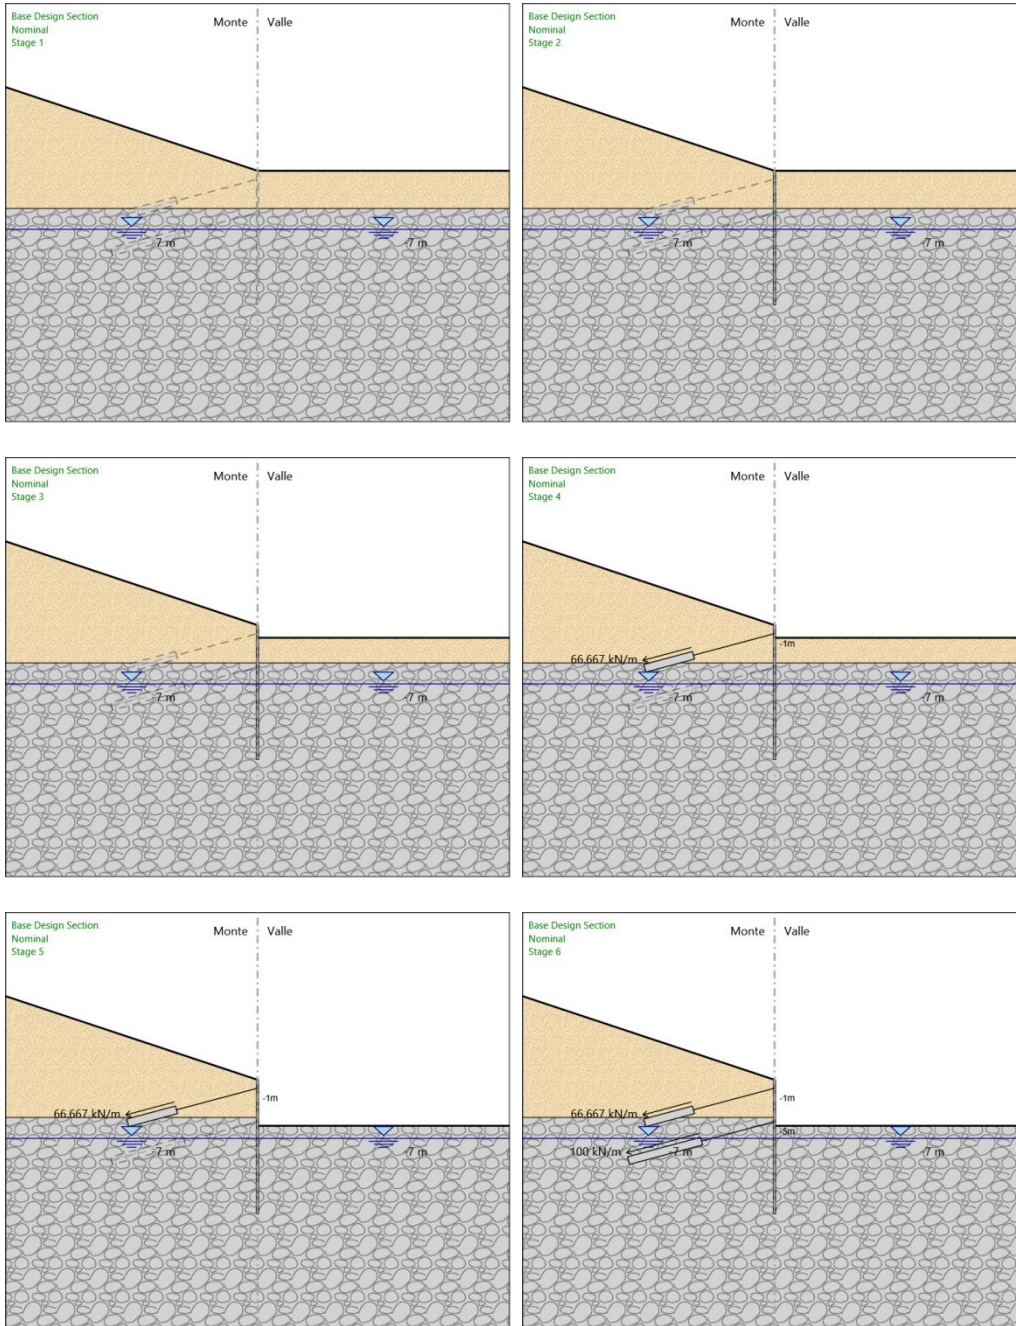 Base Design Section
Nominal
Stage 1
Monte
Valle
-7 m
-7 m
Base Design Section
Nominal
Stage 2
Monte
Valle
-7 m
-7 m
Base Design Section
Nominal
Stage 3
Monte
Valle
-7 m
-7 m
Base Design Section
Nominal
Stage 4
Monte
Valle
-1m
66.667 kN/m
-7 m
-7 m
Base Design Section
Nominal
Stage 5
Monte
Valle
-1m
66.667 kN/m
-7 m
-7 m
Base Design Section
Nominal
Stage 6
Monte
Valle
-1m
66.667 kN/m
-5m
100 kN/m
-7 m
-7 m